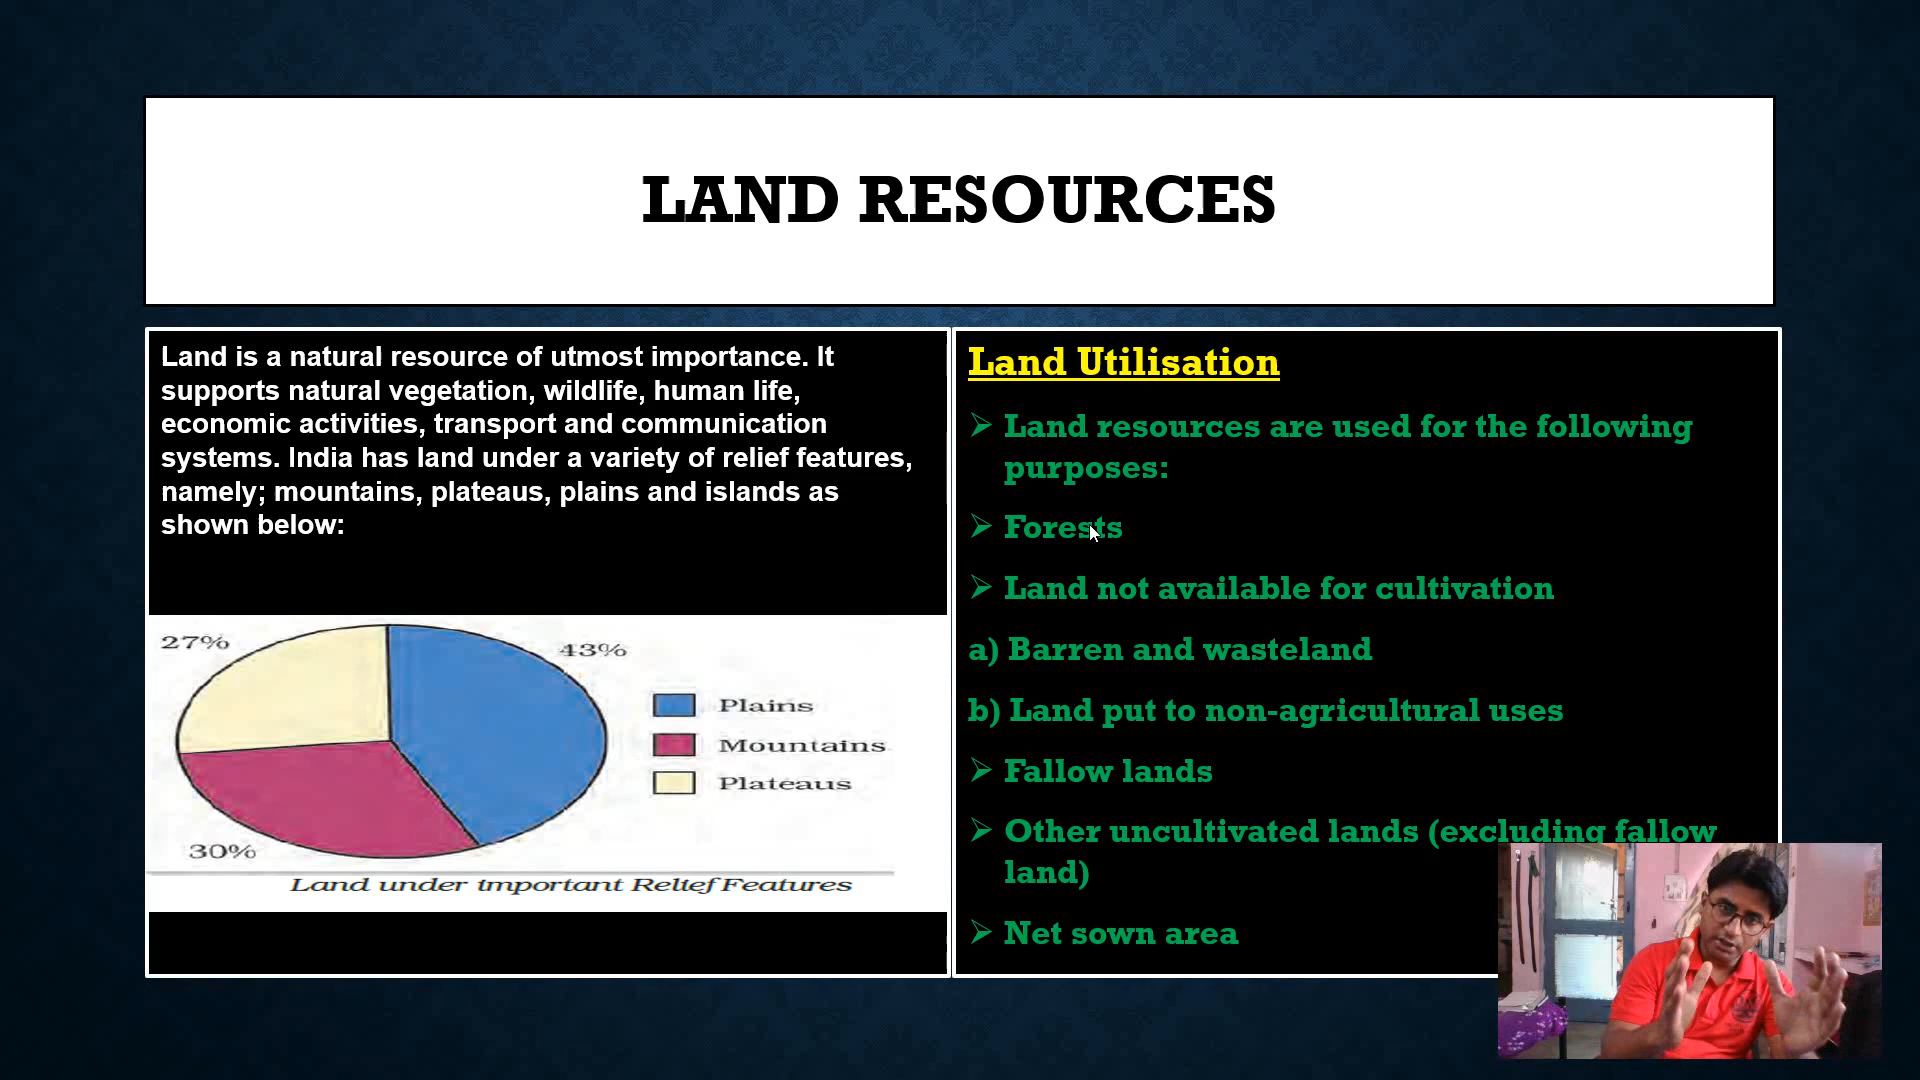 LAND RESOURCES
Land is a natural resource of utmost importance. It
supports natural vegetation, wildlife, human life,
economic activities, transport and communication
systems. India has land under a variety of relief features,
namely; mountains, plateaus, plains and islands as
shown below:
27%
43%
Plains
Mountains
Plateaus
30%
Land under important Relief Features
Land Utilisation
➢ Land resources are used for the following
purposes:
➢ Forests
➢ Land not available for cultivation
a) Barren and wasteland
b) Land put to non-agricultural uses
➢ Fallow lands
➢ Other uncultivated lands (excluding fallow
land)
➢ Net sown area